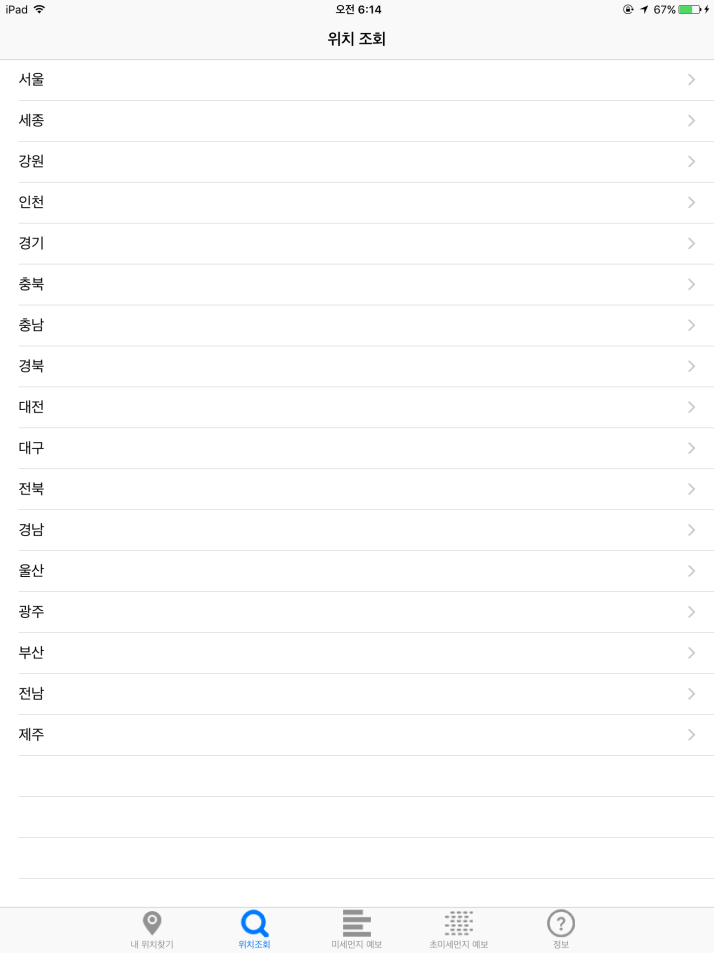 iPad 오전 6:14 67%
위치 조회
서울
세종
강원
인천
경기
충북
충남
경북
대전
대구
전북
경남
울산
광주
부산
전남
제주
내 위치찾기 위치조회 미세먼지 예보 초미세먼지 예보 정보